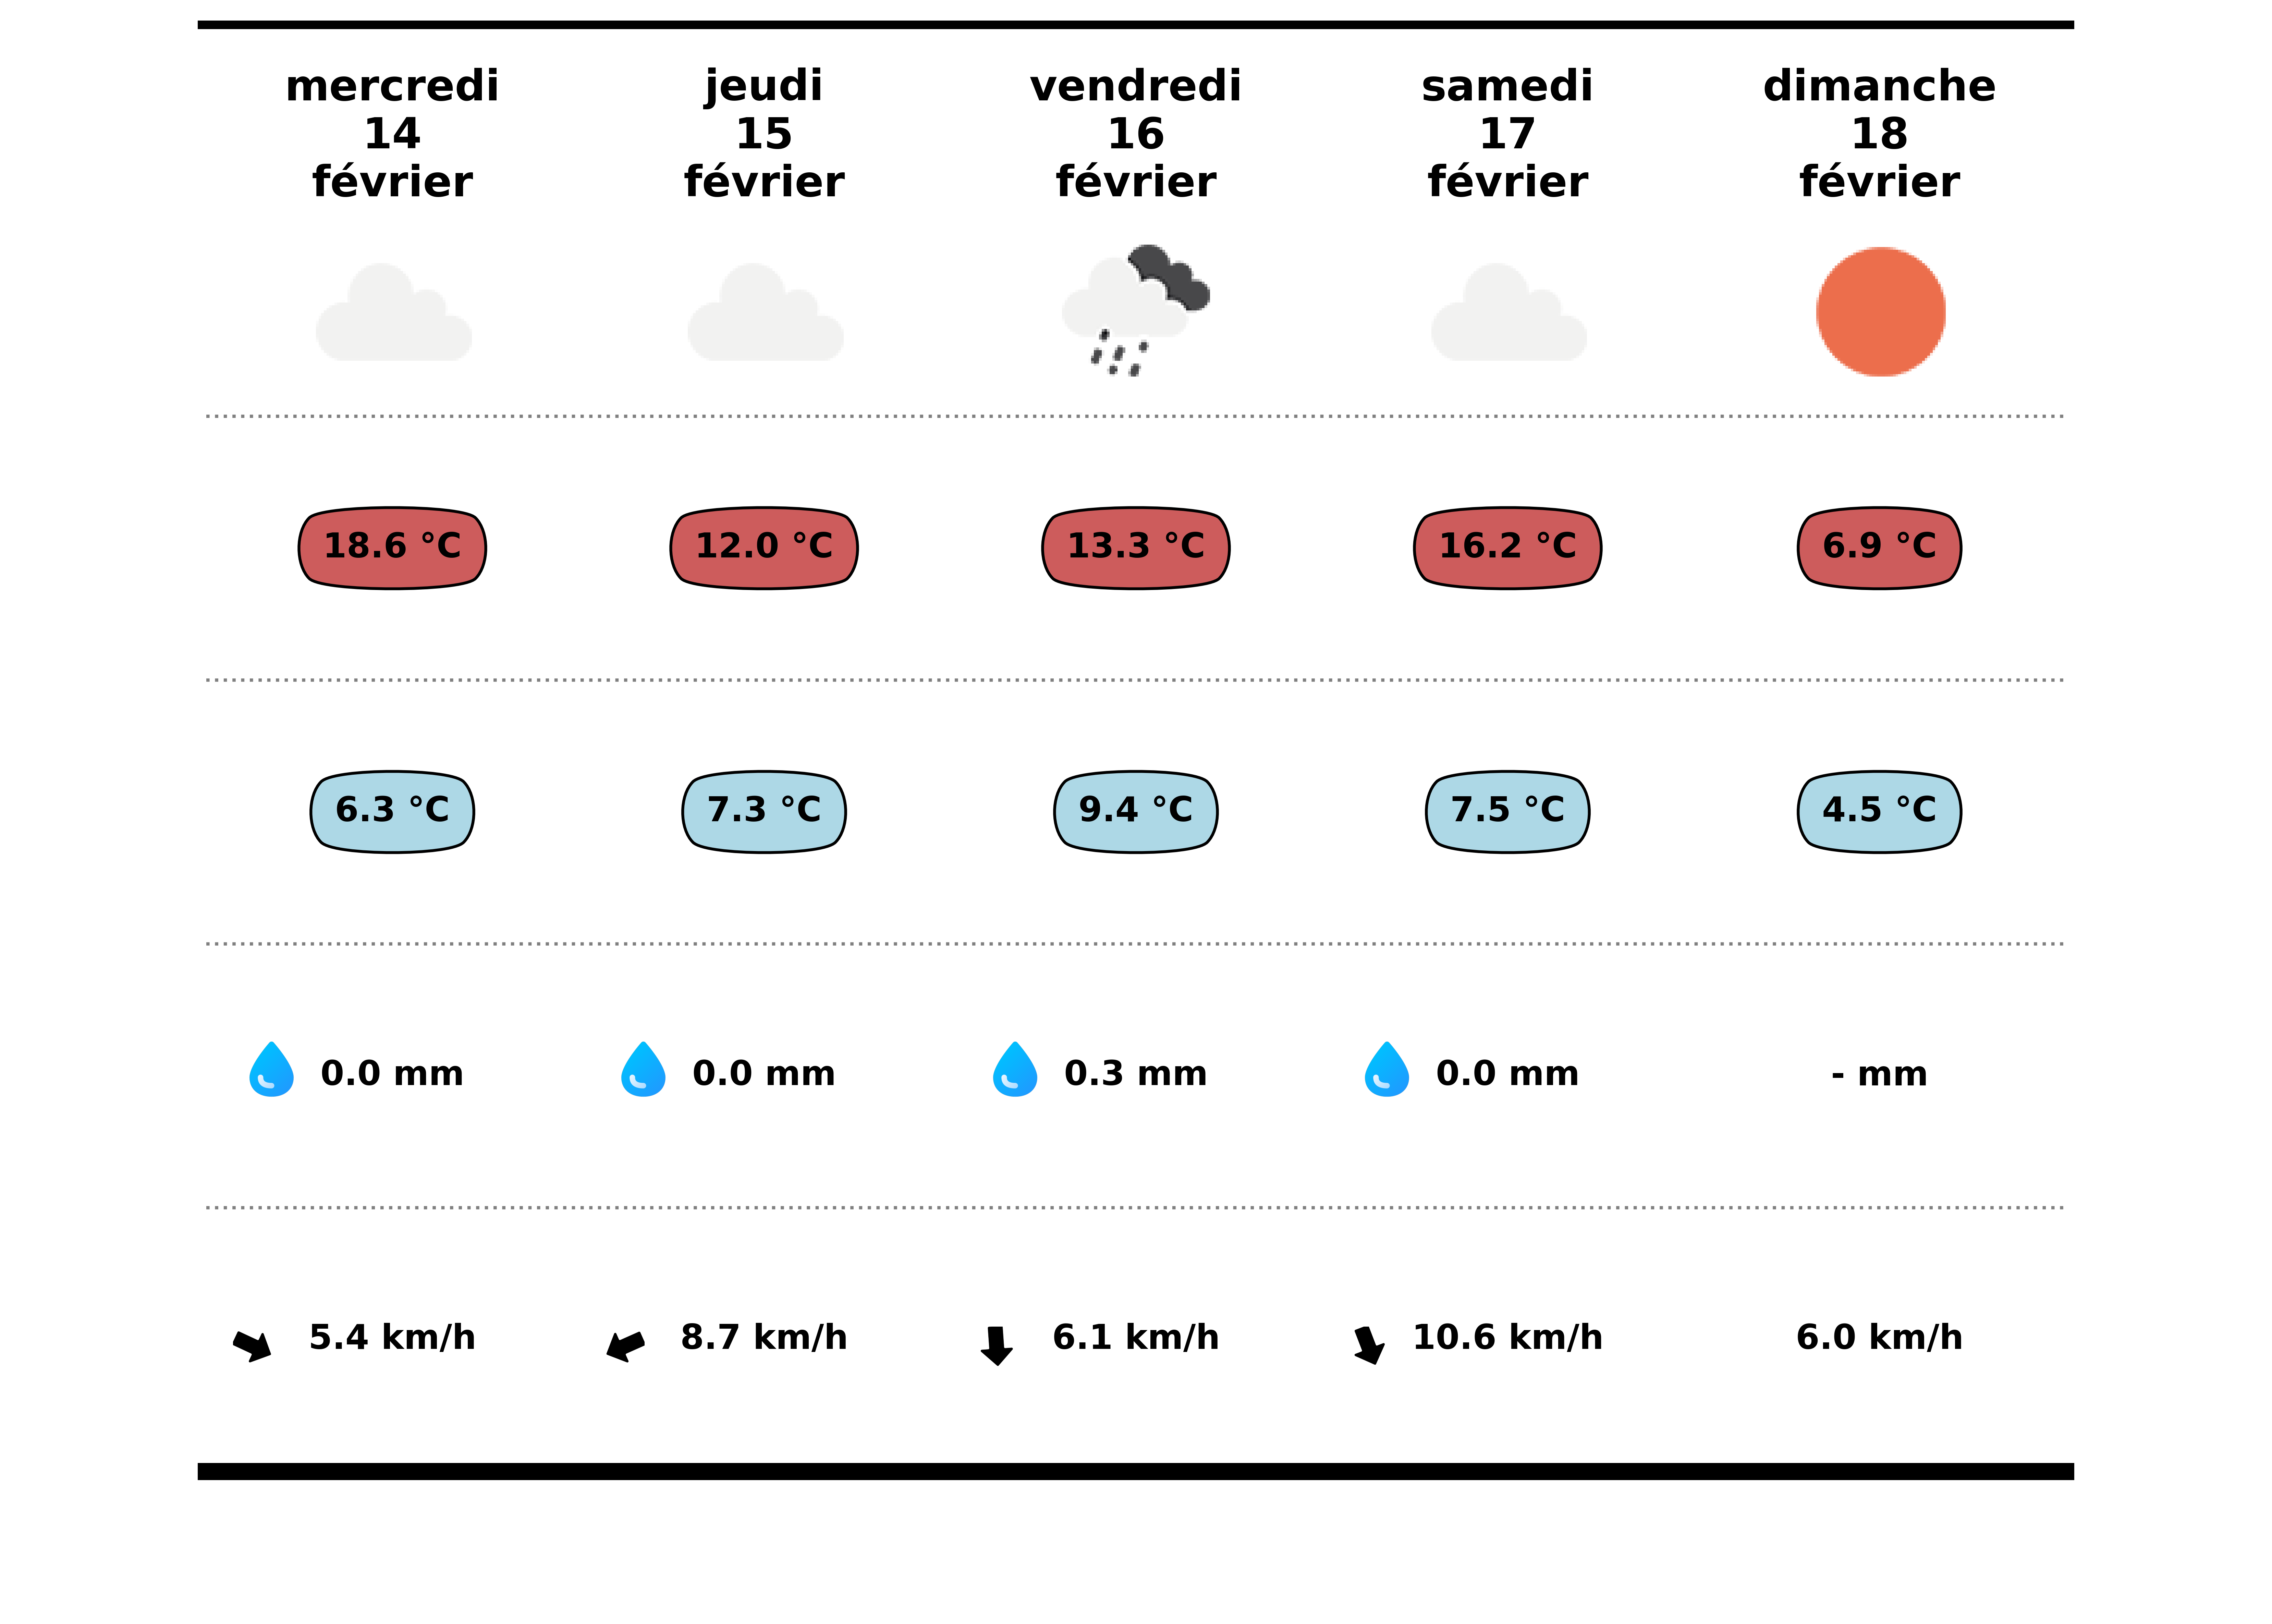 mercredi
14
février
jeudi
15
février
vendredi
16
février
samedi
17
février
dimanche
18
février
18.6 °C 12.0 °C 13.3 °C 16.2 °C 6.9 °C
6.3 °C 7.3 °C 9.4 °C 7.5 °C 4.5 °C
0.0 mm 0.0 mm 0.3 mm 0.0 mm - mm
5.4 km/h 8.7 km/h 6.1 km/h 10.6 km/h 6.0 km/h